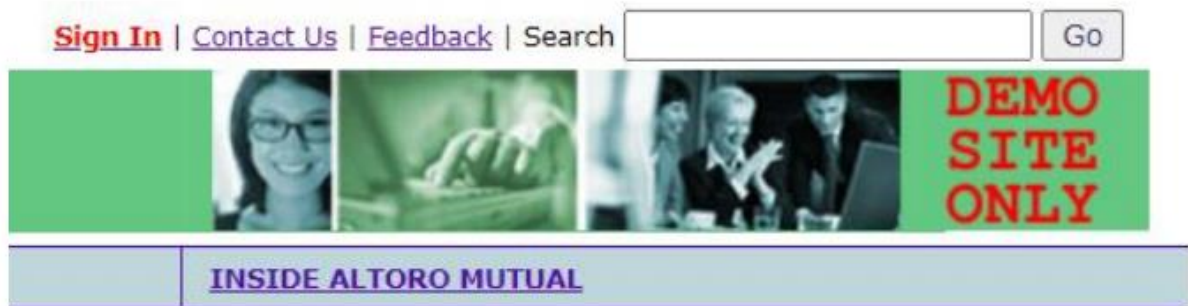 Sign In | Contact Us | Feedback | Search Go
DEMO
SITE
ONLY
INSIDE ALTORO MUTUAL